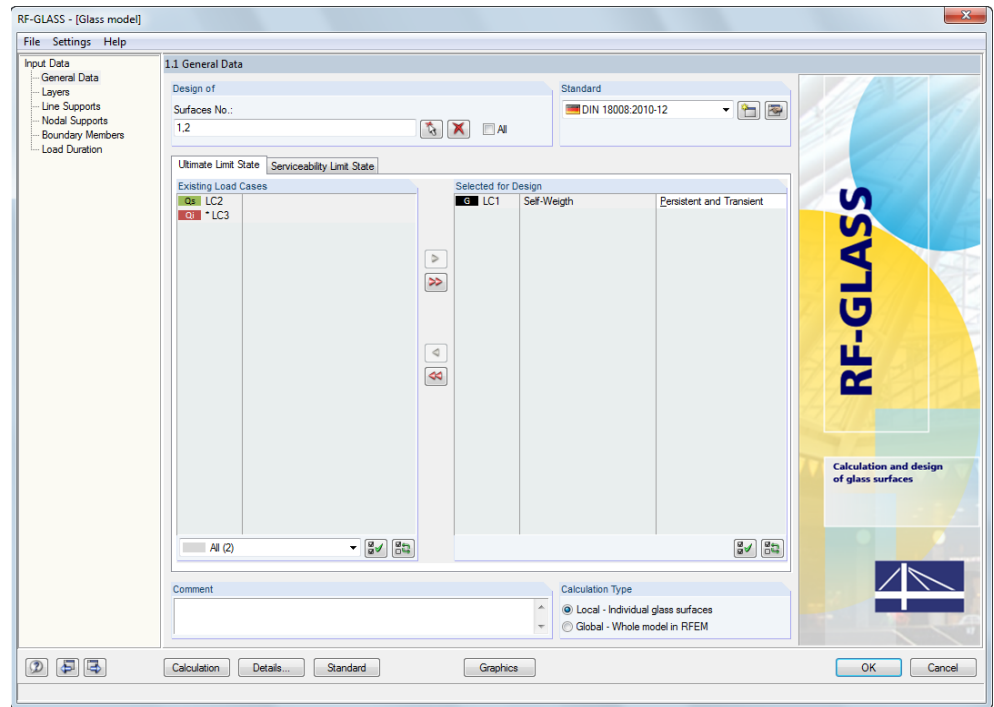 RF-GLASS - [Glass model]
File Settings Help
Input Data
General Data
Layers
Line Supports
Nodal Supports
Boundary Members
Load Duration
1.1 General Data
Design of
Surfaces No.:
1,2
All
Standard
DIN 18008:2010-12
Ultimate Limit State
Serviceability Limit State
Existing Load Cases
Qs LC2
Qi * LC3
Selected for Design
G LC1 Self-Weigth Persistent and Transient
All (2)
Comment
Calculation Type
Local - Individual glass surfaces
Global - Whole model in RFEM
RF-GLASS
Calculation and design
of glass surfaces
Calculation Details... Standard Graphics OK Cancel